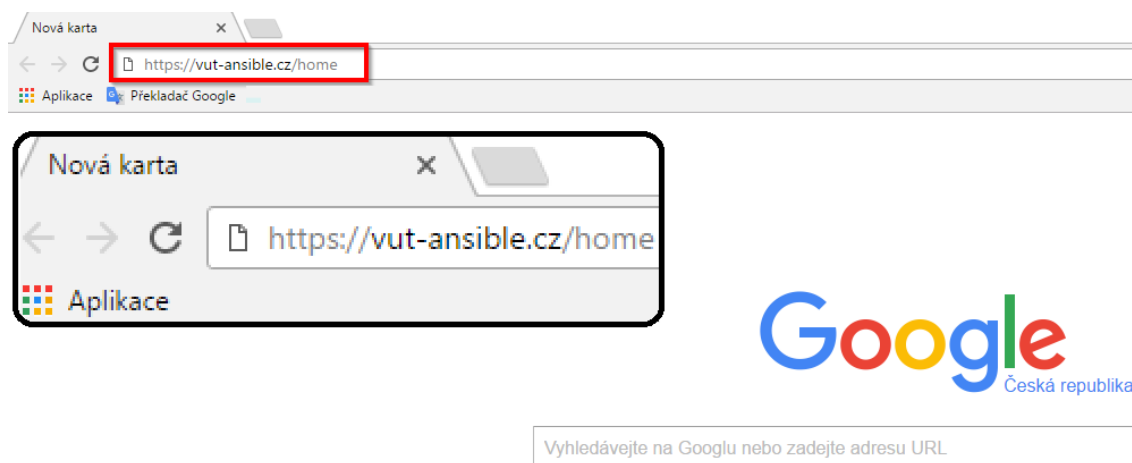 Nová karta
https://vut-ansible.cz/home
Aplikace Překladač Google
Nová karta
https://vut-ansible.cz/home
Aplikace
Google
Česká republika
Vyhledávejte na Googlu nebo zadejte adresu URL